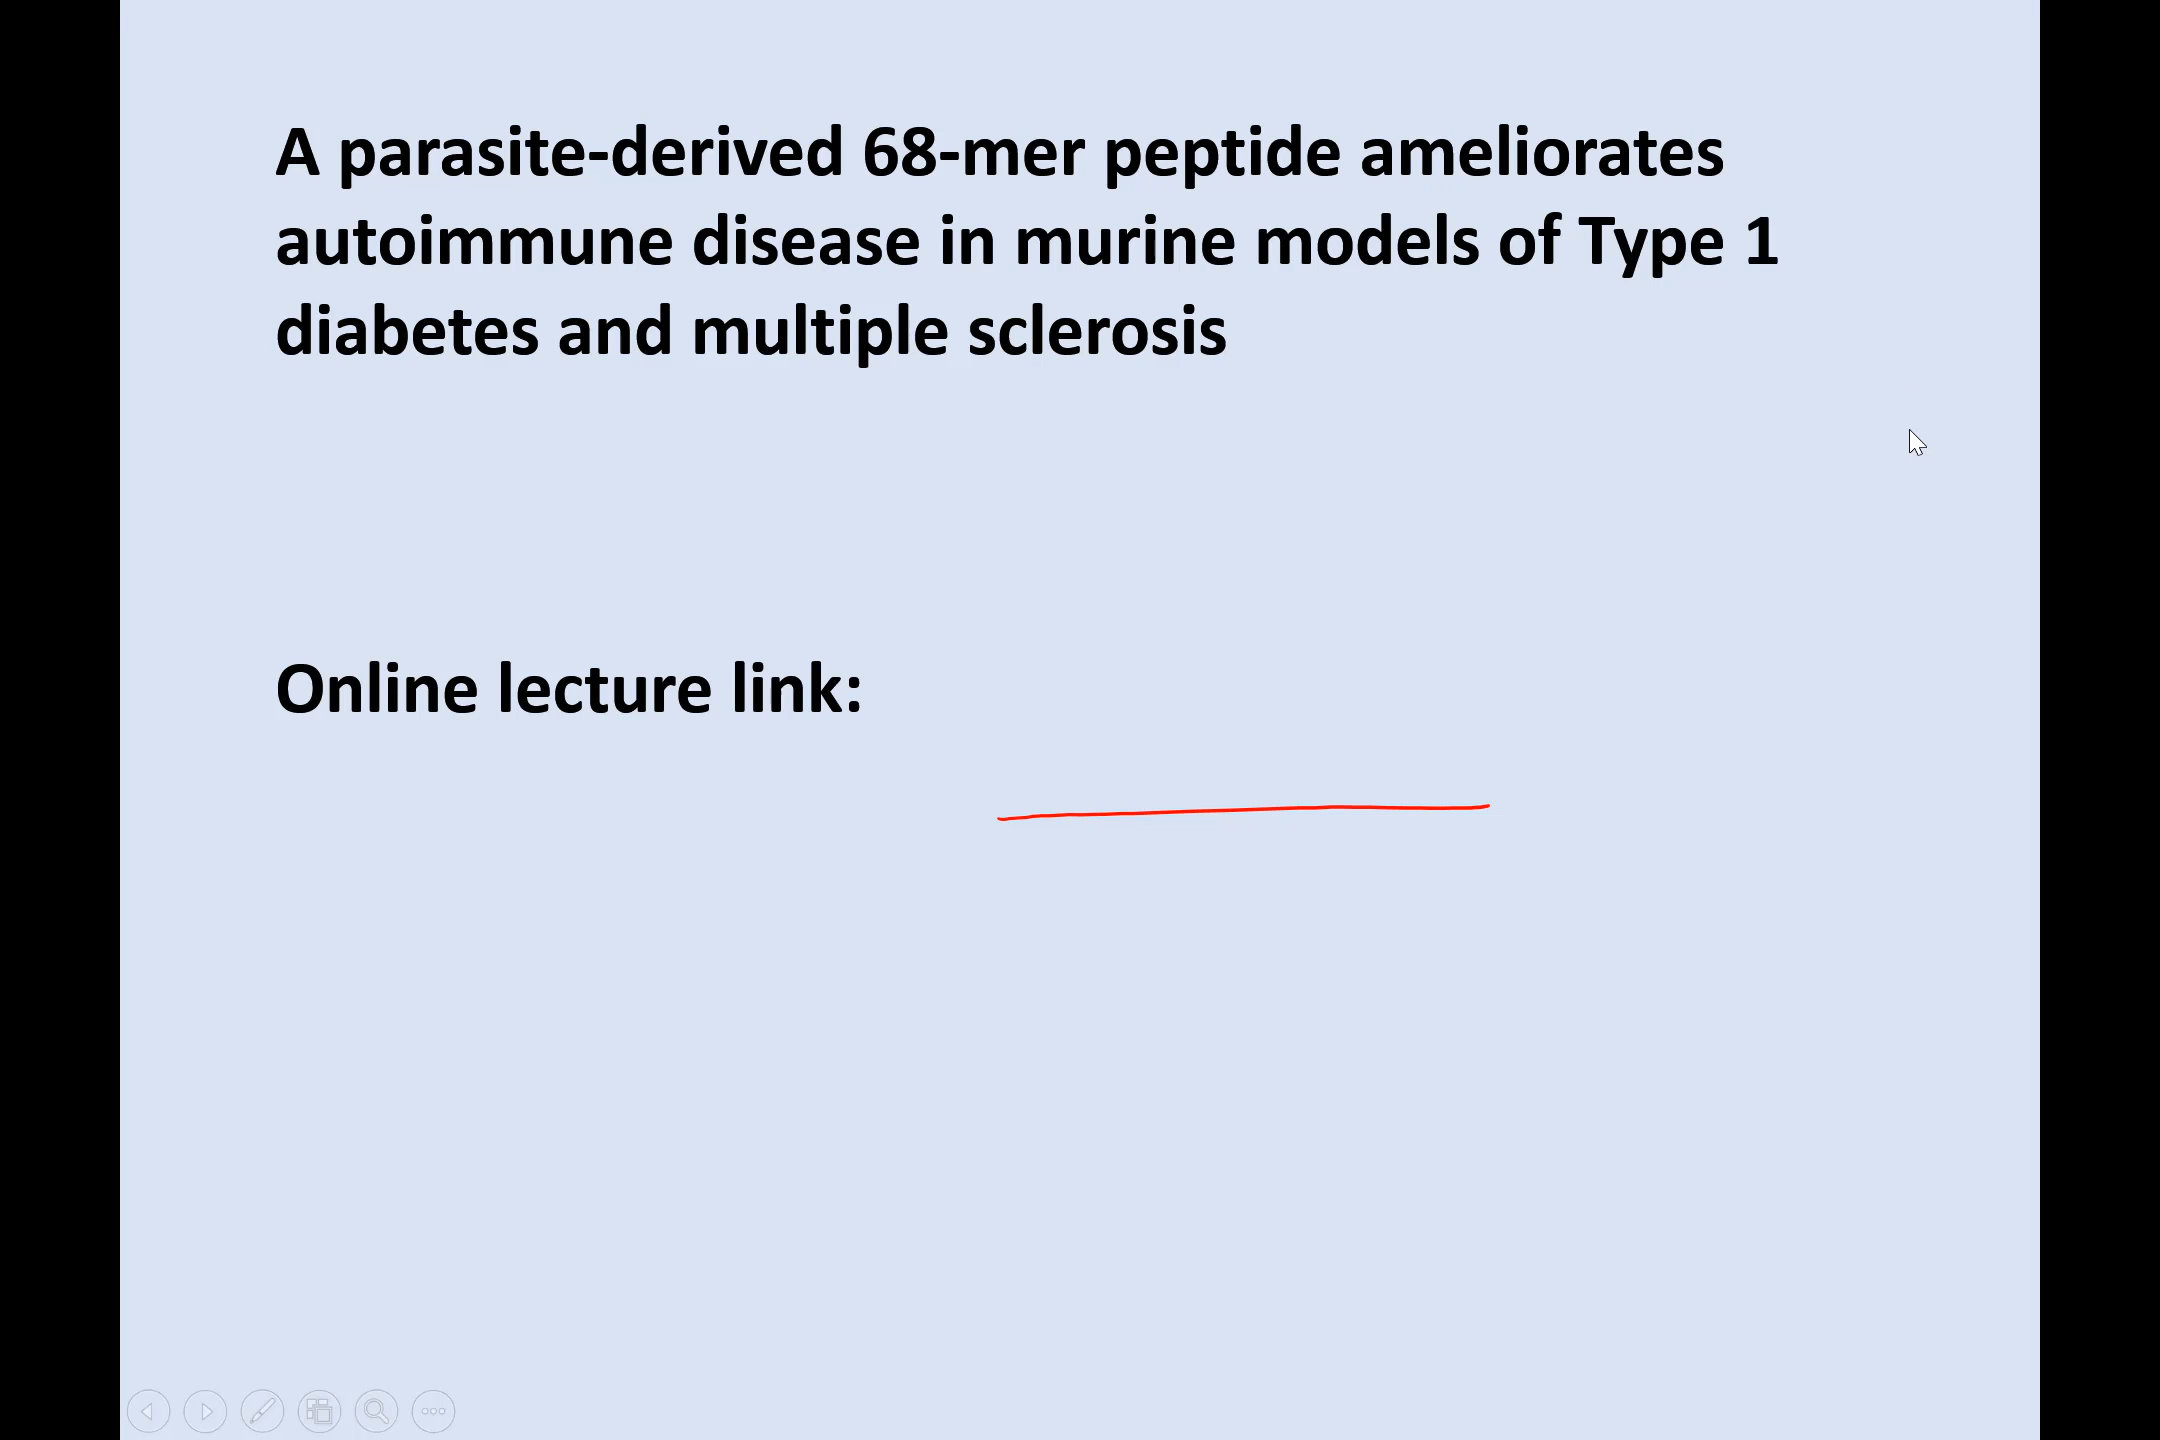 A parasite-derived 68-mer peptide ameliorates
autoimmune disease in murine models of Type 1
diabetes and multiple sclerosis
Online lecture link: